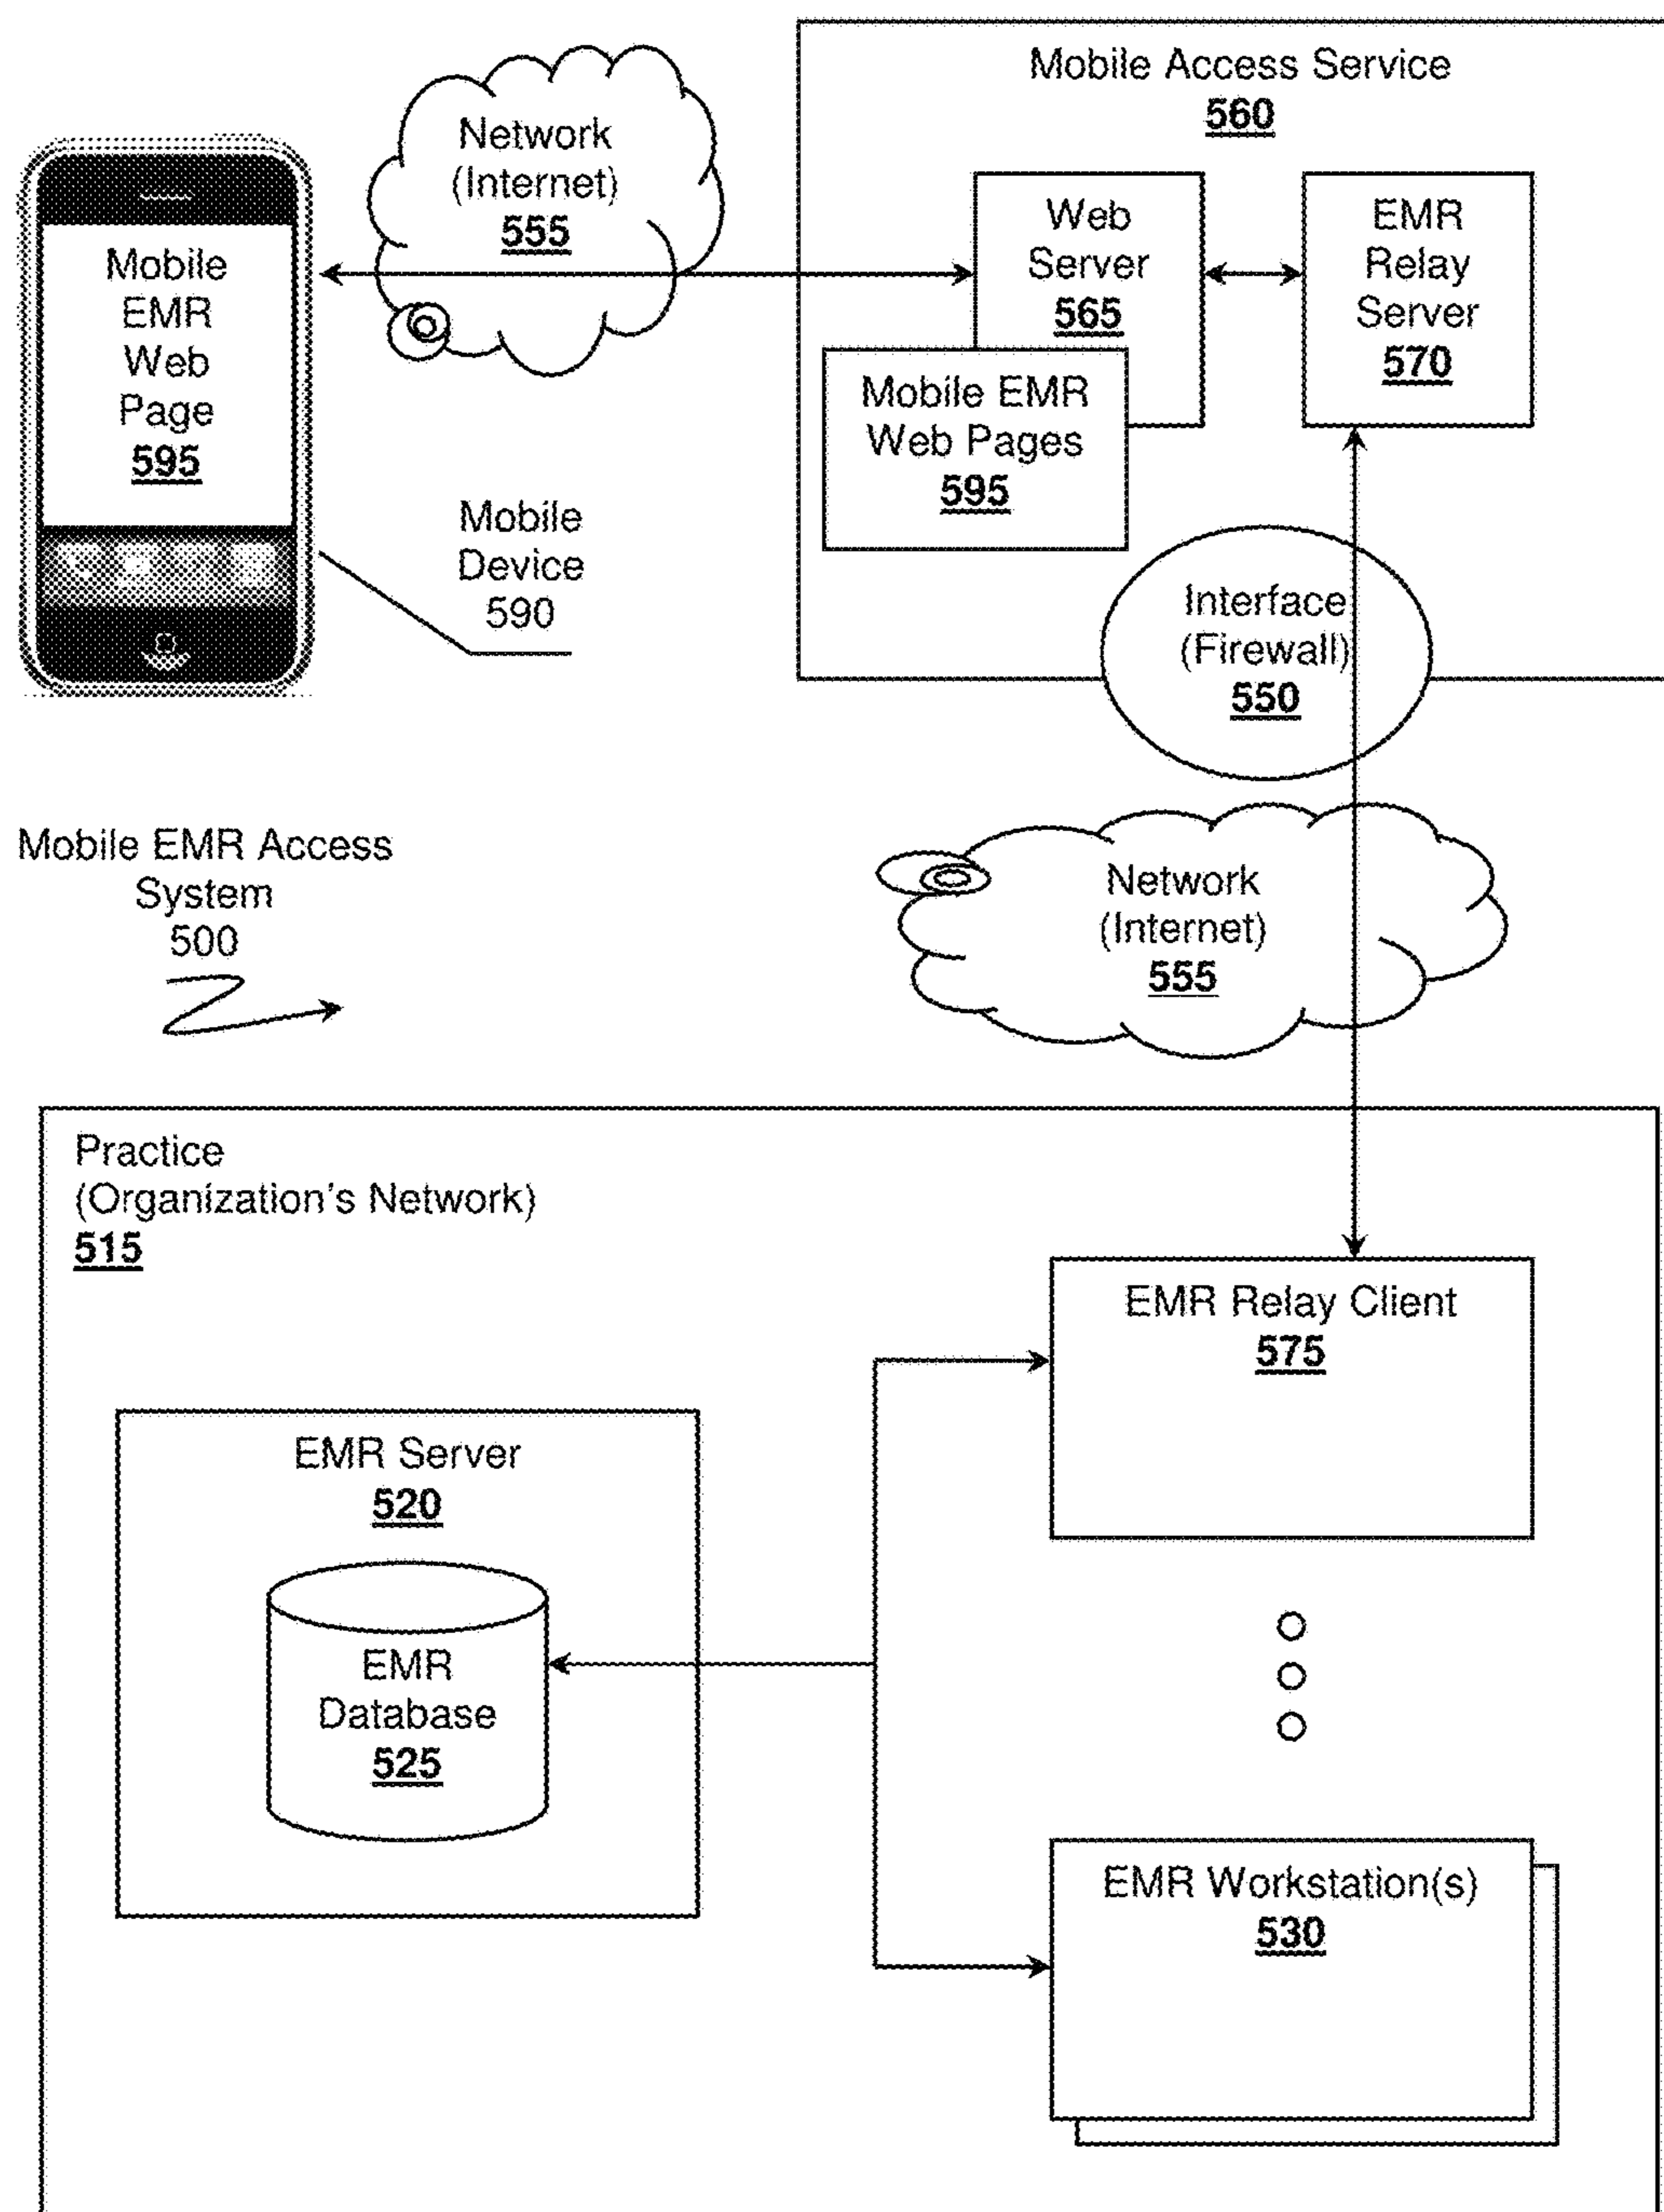 Mobile Access Service
560
Network
(Internet)
555
Web
Server
565
EMR
Relay
Server
570
Mobile
EMR
Web
Page
595
Mobile EMR
Web Pages
595
Mobile
Device
590
Interface
(Firewall)
550
Mobile EMR Access
System
500
Network
(Internet)
555
Practice
(Organization's Network)
515
EMR Relay Client
575
EMR Server
520
EMR
Database
525
EMR Workstation(s)
530